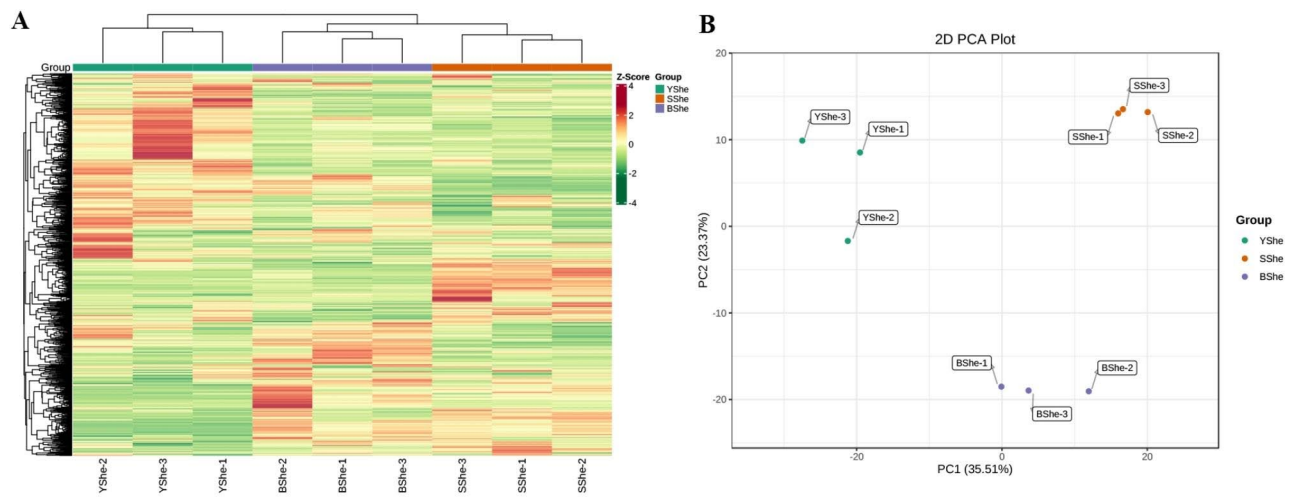 A
Group
Z-Score
4
2
0
-2
-4
Group
YShe
SShe
BShe
YShe-2
YShe-3
YShe-1
BShe-2
BShe-1
BShe-3
SShe-3
SShe-1
SShe-2
B
2D PCA Plot
PC2 (23.37%)
20
10
0
-10
-20
YShe-3
YShe-1
YShe-2
SShe-3
SShe-1
SShe-2
BShe-1
BShe-2
BShe-3
-20
0
20
PC1 (35.51%)
Group
YShe
SShe
BShe